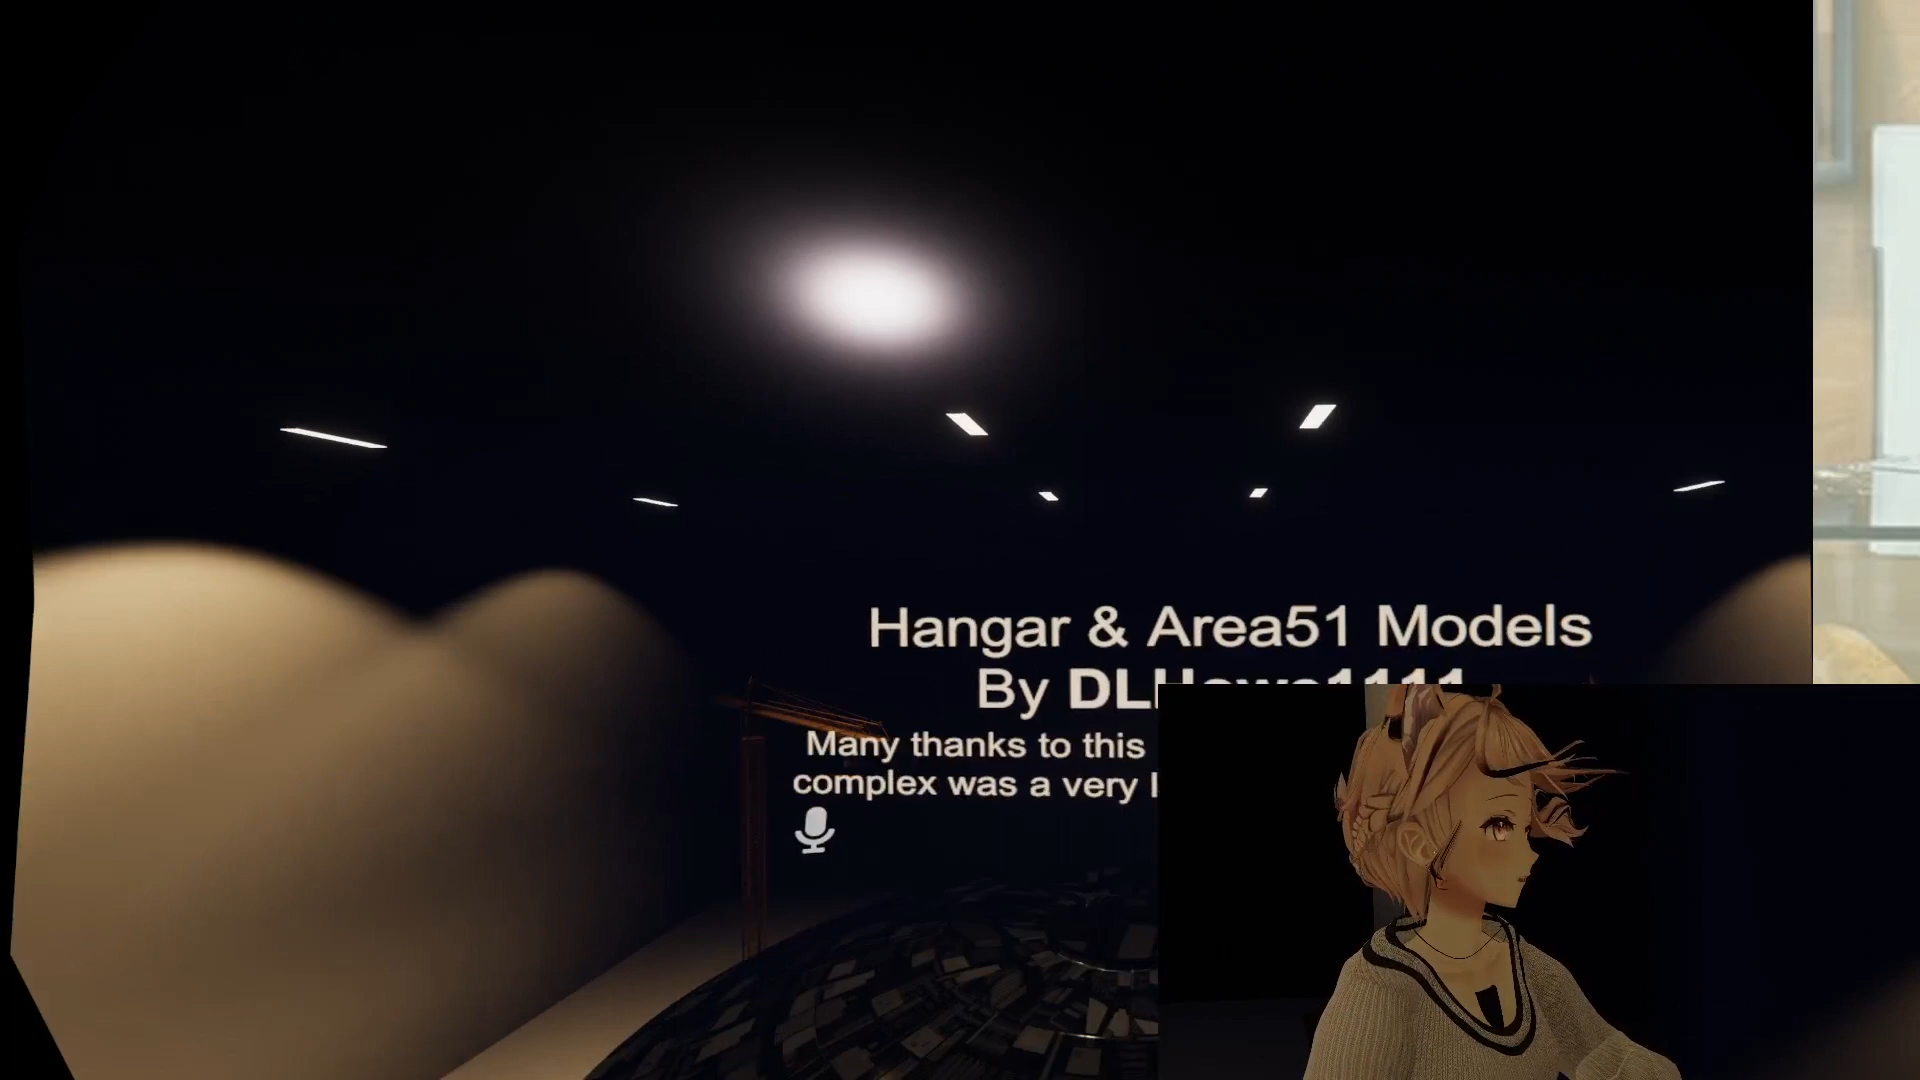 Hangar & Area51 Models
By
Many thanks to this
complex was a very